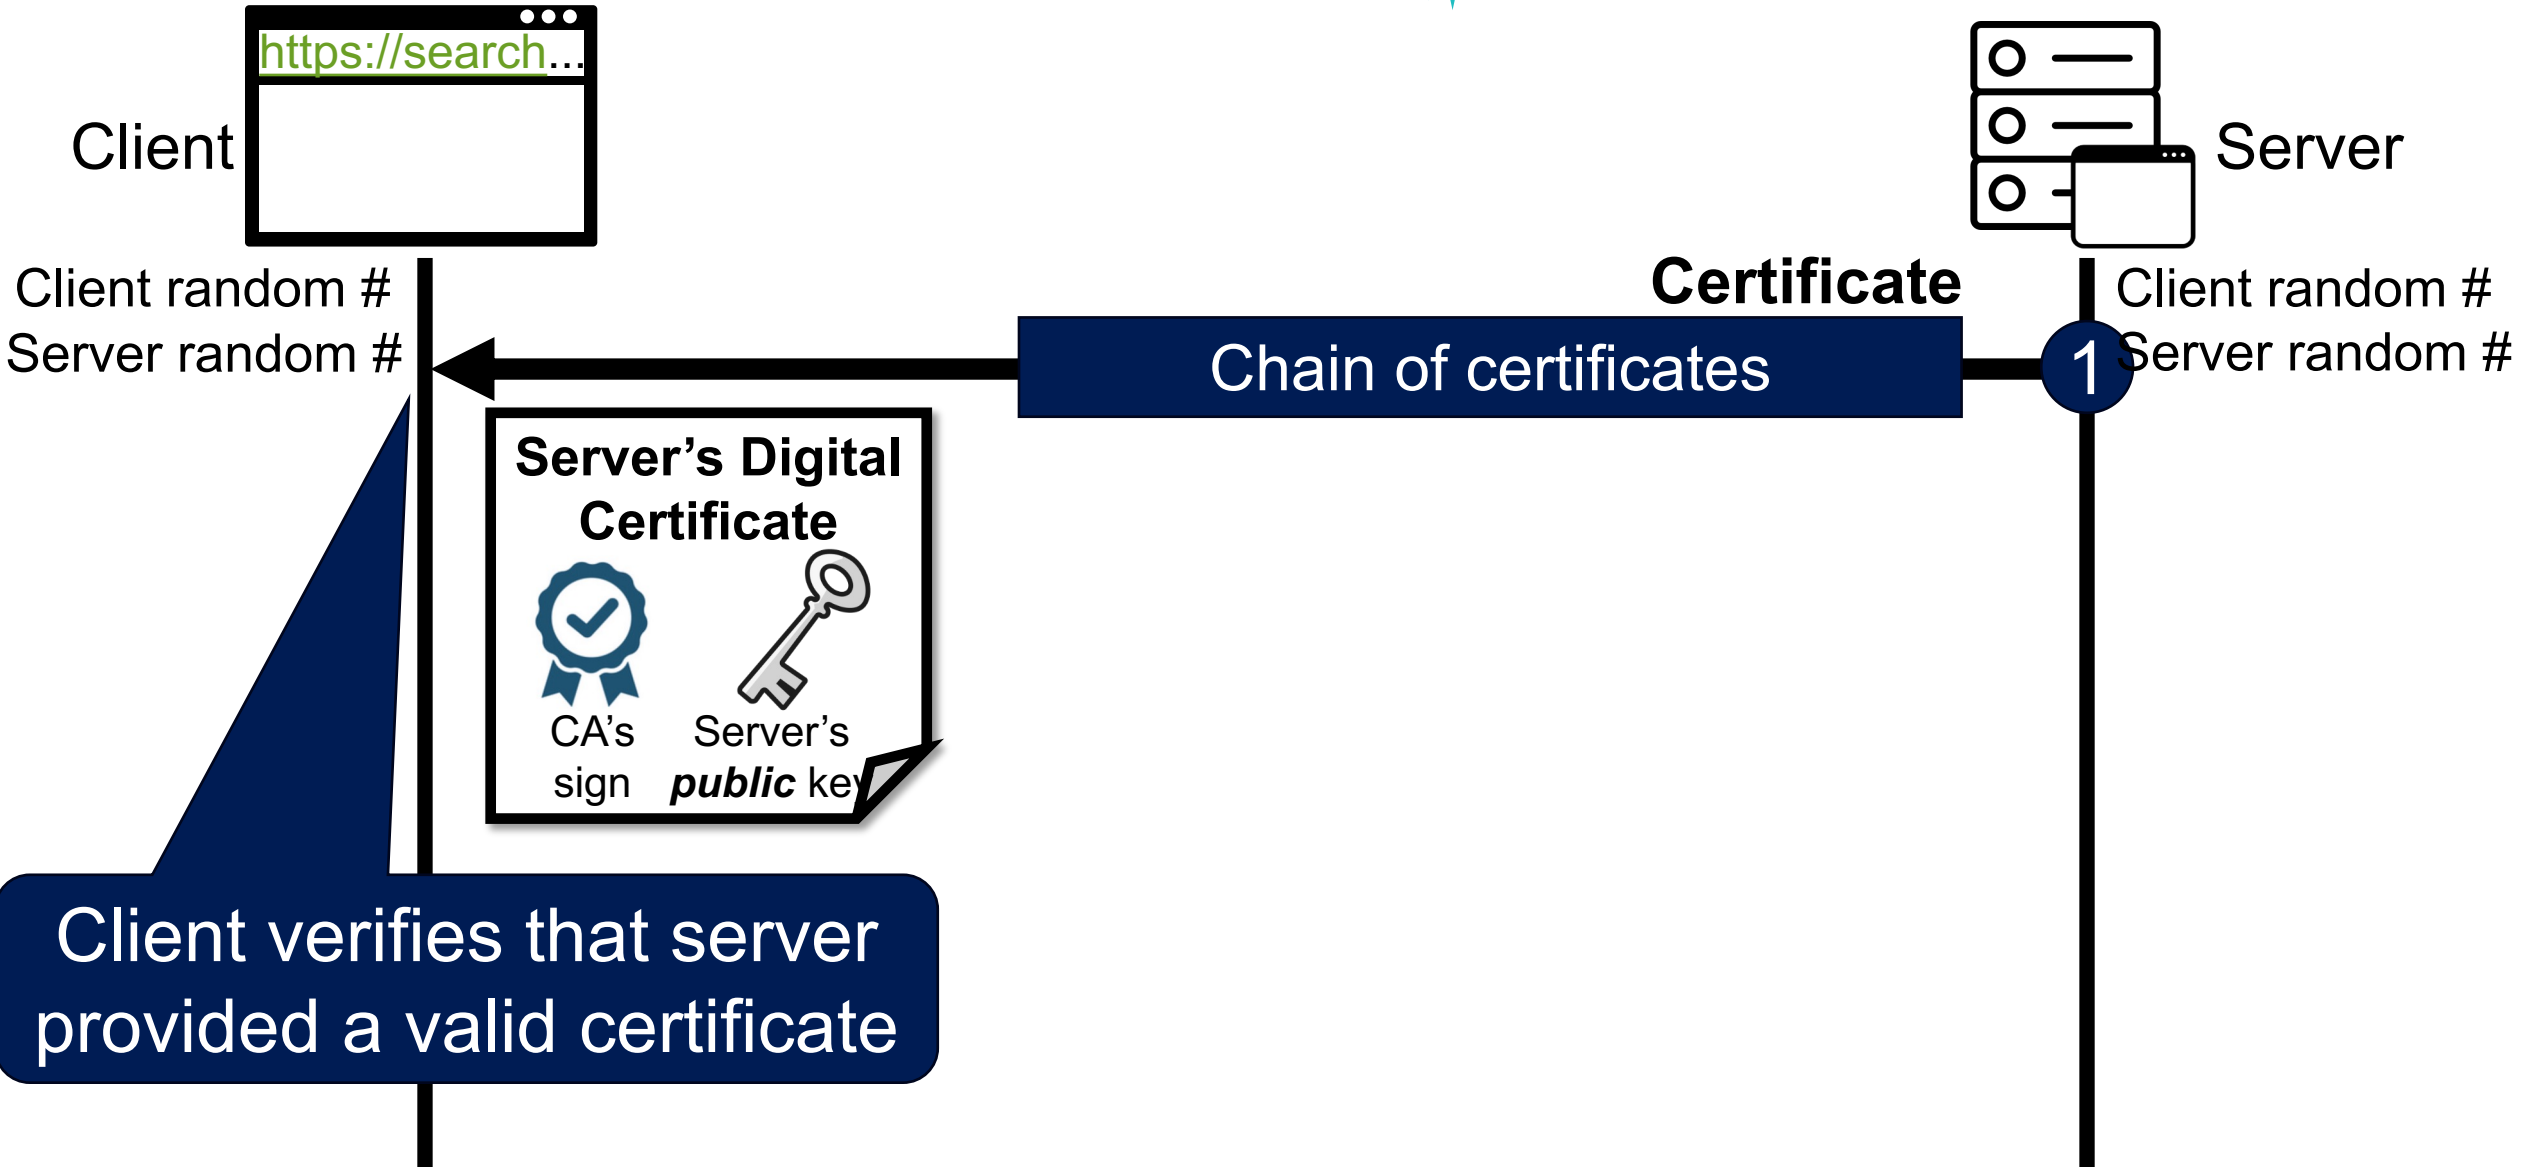 https://search...
Client
Server
Client random #
Server random #
Certificate
Chain of certificates
1
Client random #
Server random #
Server’s Digital
Certificate
CA’s
sign
Server’s
public key
Client verifies that server
provided a valid certificate